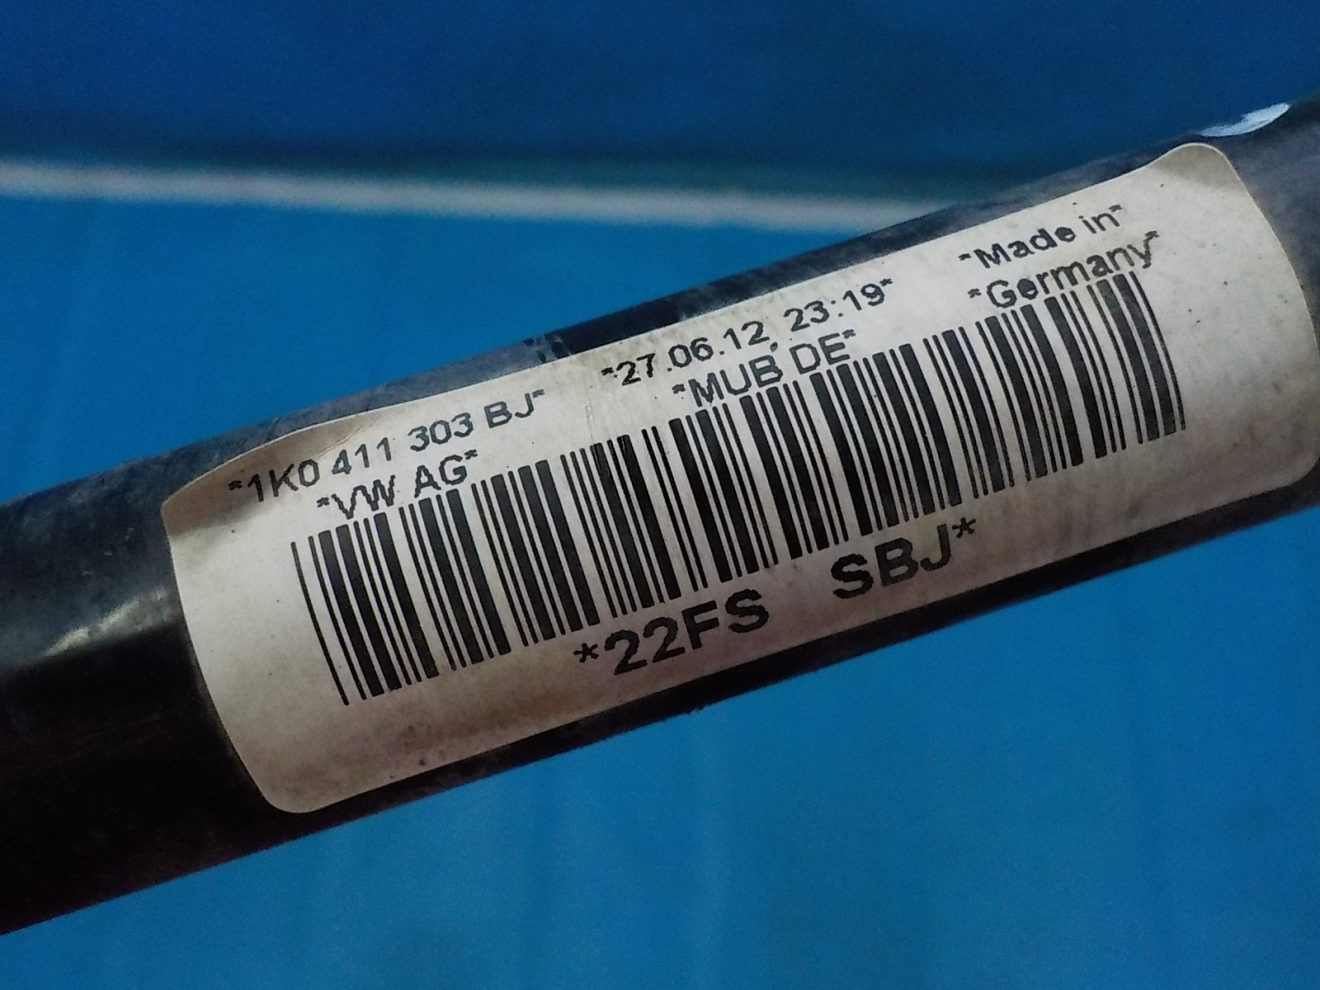 *1K0 411 303 BJ* *27.06.12, 23:19* *Made in*
*VW AG* *MUB DE* *Germany*
*22FS SBJ*